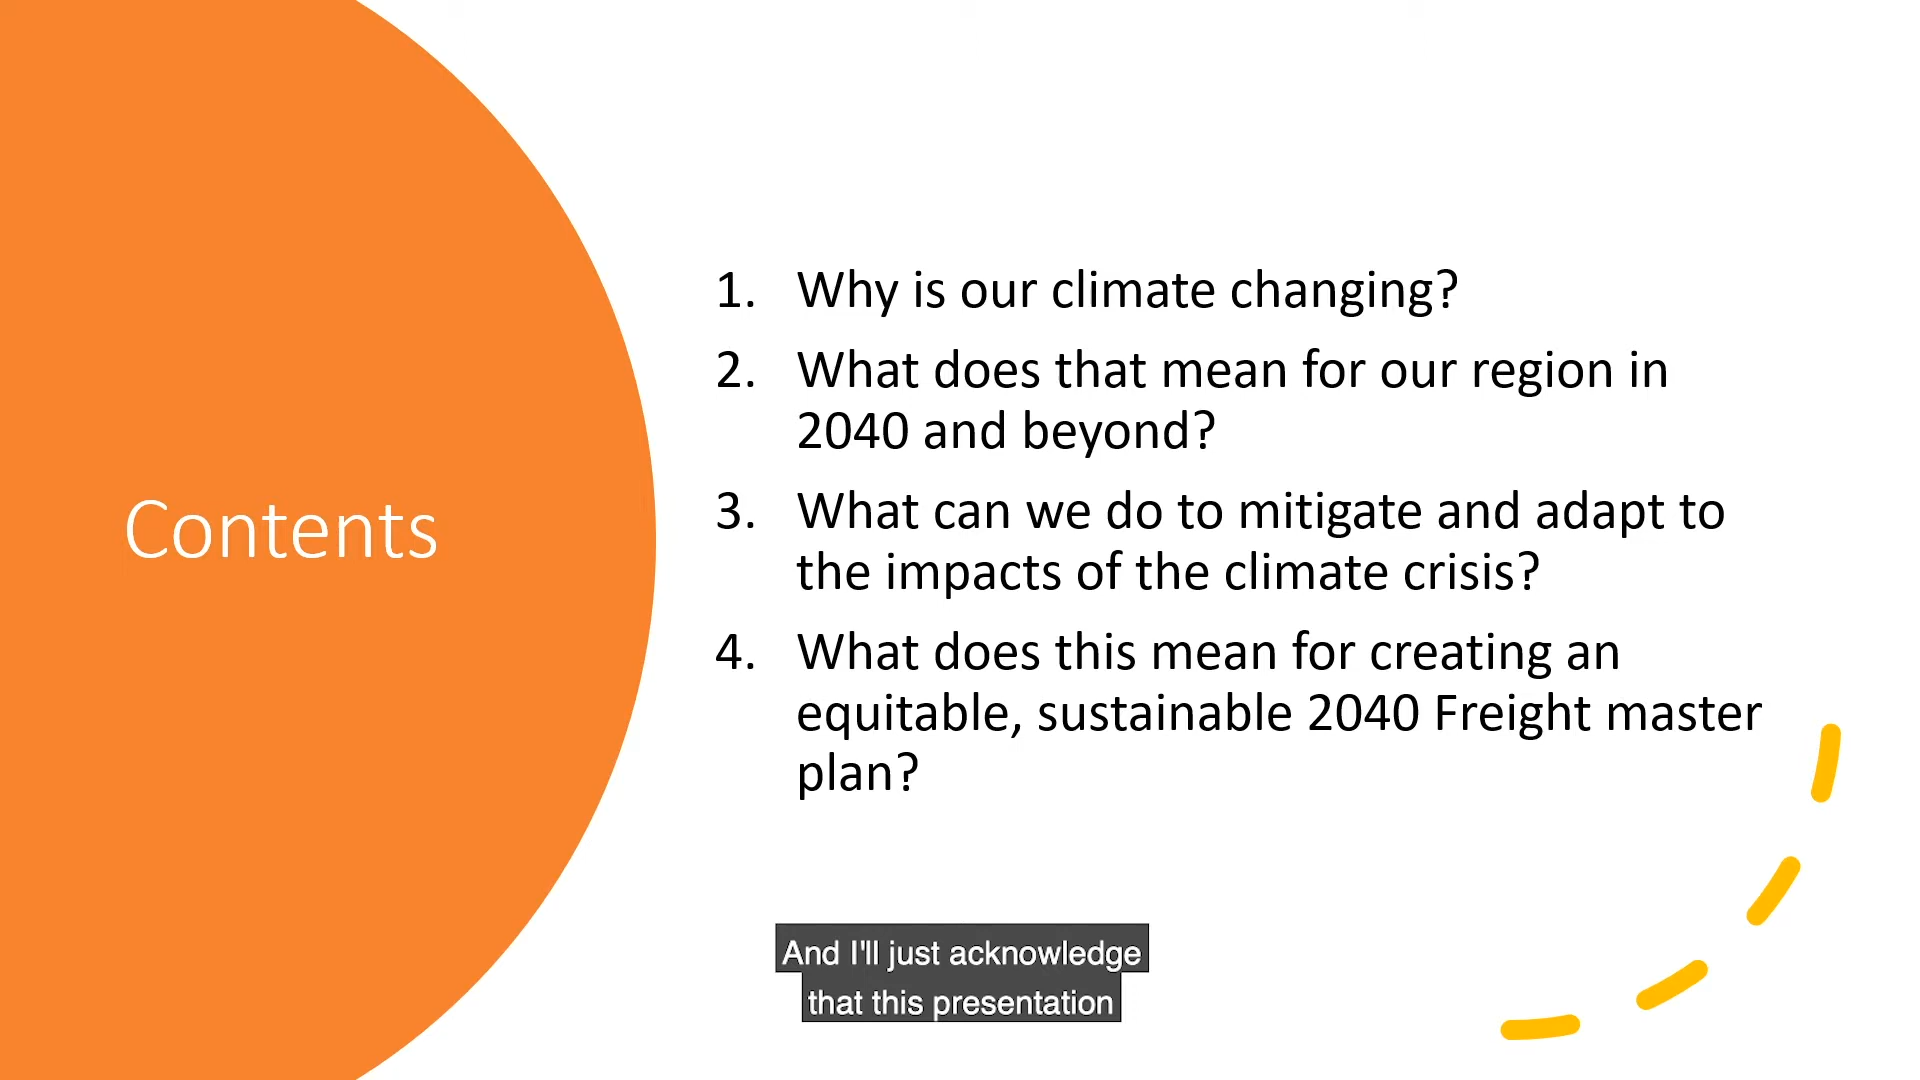 Contents
1. Why is our climate changing?
2. What does that mean for our region in
2040 and beyond?
3. What can we do to mitigate and adapt to
the impacts of the climate crisis?
4. What does this mean for creating an
equitable, sustainable 2040 Freight master
plan?
And I'll just acknowledge
that this presentation